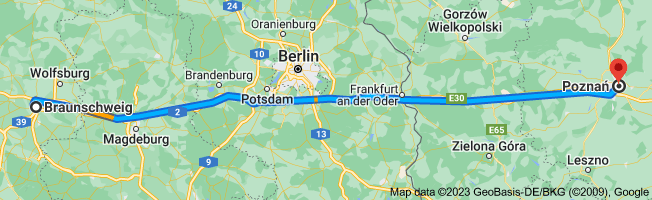 Oranienburg
24
Gorzów
Wielkopolski
10
Berlin
Wolfsburg
Brandenburg
Poznań
Potsdam
Frankfurt
an der Oder
E30
Braunschweig
2
39
Magdeburg
13
E65
Zielona Góra
9
Leszno
Map data ©2023 GeoBasis-DE/BKG (©2009), Google